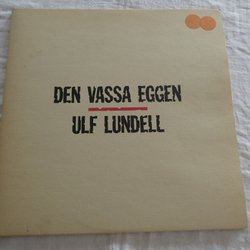 DEN VASSA EGGEN
ULF LUNDELL